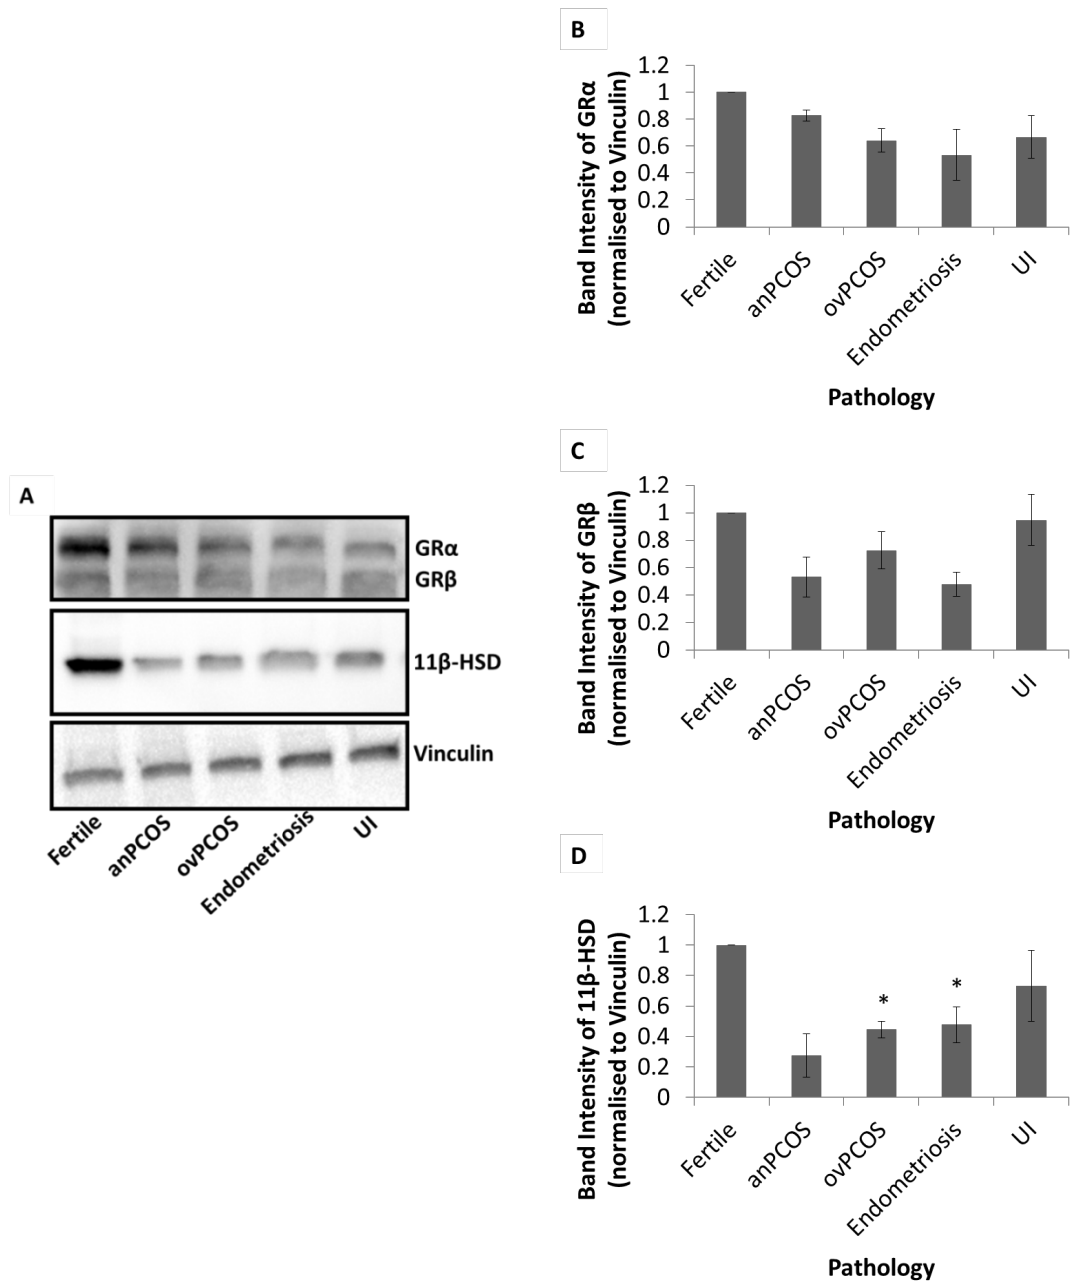 A
GRα
GRβ
11β-HSD
Vinculin
Fertile
anPCOS
ovPCOS
Endometriosis
UI
B
Band Intensity of GRα
(normalised to Vinculin)
1.2
1
0.8
0.6
0.4
0.2
0
Fertile
anPCOS
ovPCOS
Endometriosis
UI
Pathology
C
Band Intensity of GRβ
(normalised to Vinculin)
1.2
1
0.8
0.6
0.4
0.2
0
Fertile
anPCOS
ovPCOS
Endometriosis
UI
Pathology
D
Band Intensity of 11β-HSD
(normalised to Vinculin)
1.2
1
0.8
0.6
0.4
0.2
0
*
*
Fertile
anPCOS
ovPCOS
Endometriosis
UI
Pathology